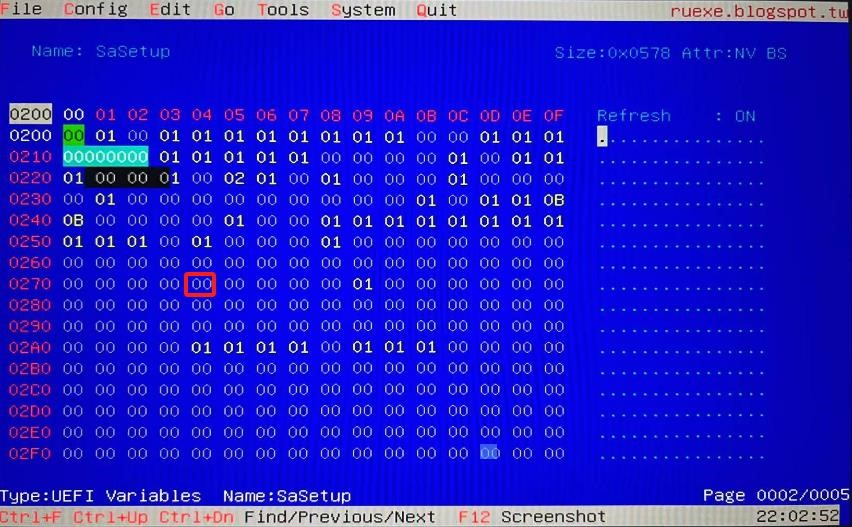 File Config Edit Go Tools System Quit ruexe.blogspot.tw
Name: SaSetup Size:0x0578 Attr:NV BS
0200 00 01 02 03 04 05 06 07 08 09 0A 0B 0C 0D 0E 0F Refresh : ON
0200 00 01 00 01 01 01 01 01 01 01 01 00 00 01 01 01 ................
0210 00000000 01 01 01 01 01 00 00 00 00 01 00 01 01 ................
0220 01 00 00 01 00 02 01 00 01 00 00 00 01 00 00 00 ................
0230 00 01 00 00 00 00 00 00 00 00 00 01 00 01 01 0B ................
0240 0B 00 00 00 00 01 00 00 01 01 01 01 01 01 01 01 ................
0250 01 01 01 00 01 00 00 00 01 00 00 00 00 00 00 00 ................
0260 00 00 00 00 00 00 00 00 00 00 00 00 00 00 00 00 ................
0270 00 00 00 00 00 00 00 00 00 01 00 00 00 00 00 00 ................
0280 00 00 00 00 00 00 00 00 00 00 00 00 00 00 00 00 ................
0290 00 00 00 00 00 00 00 00 00 00 00 00 00 00 00 00 ................
02A0 00 00 00 00 01 01 01 01 00 01 01 01 00 00 00 00 ................
02B0 00 00 00 00 00 00 00 00 00 00 00 00 00 00 00 00 ................
02C0 00 00 00 00 00 00 00 00 00 00 00 00 00 00 00 00 ................
02D0 00 00 00 00 00 00 00 00 00 00 00 00 00 00 00 00 ................
02E0 00 00 00 00 00 00 00 00 00 00 00 00 00 00 00 00 ................
02F0 00 00 00 00 00 00 00 00 00 00 00 00 00 00 00 00 ................
Type:UEFI Variables Name:SaSetup Page 0002/0005
Ctrl+F Ctrl+Up Ctrl+Dn Find/Previous/Next F12 Screenshot 22:02:52